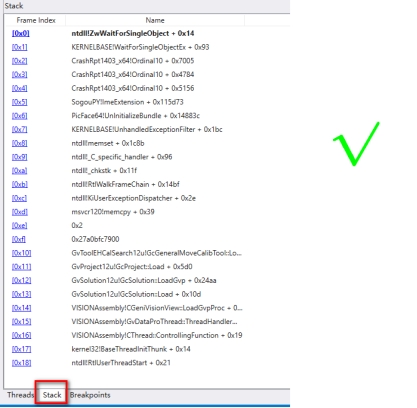 Stack
Frame Index Name
[0x0] ntdll!ZwWaitForSingleObject + 0x14
[0x1] KERNELBASE!WaitForSingleObjectEx + 0x93
[0x2] CrashRpt1403_x64!Ordinal10 + 0x7005
[0x3] CrashRpt1403_x64!Ordinal10 + 0x4784
[0x4] CrashRpt1403_x64!Ordinal10 + 0x5156
[0x5] SogouPY!ImeExtension + 0x115d73
[0x6] PicFace64!UnInitializeBundle + 0x14883c
[0x7] KERNELBASE!UnhandledExceptionFilter + 0x1bc
[0x8] ntdll!memset + 0x1c8b
[0x9] ntdll!_C_specific_handler + 0x96
[0xa] ntdll!_chkstk + 0x11f
[0xb] ntdll!RtlWalkFrameChain + 0x14bf
[0xc] ntdll!KiUserExceptionDispatcher + 0x2e
[0xd] msvcr120!memcpy + 0x39
[0xe] 0x2
[0xf] 0x27a0bfc7900
[0x10] GvToolEHCalSearch12u!GcGeneralMoveCalibTool::Lo...
[0x11] GvProject12u!GcProject::Load + 0x5d0
[0x12] GvSolution12u!GcSolution::LoadGvp + 0x24aa
[0x13] GvSolution12u!GcSolution::Load + 0x10d
[0x14] VISIONAssembly!CGeniVisionView::LoadGvpProc + 0...
[0x15] VISIONAssembly!GvDataProThread::ThreadHandler...
[0x16] VISIONAssembly!CThread::ControllingFunction + 0x19
[0x17] kernel32!BaseThreadInitThunk + 0x14
[0x18] ntdll!RtlUserThreadStart + 0x21
Threads Stack Breakpoints